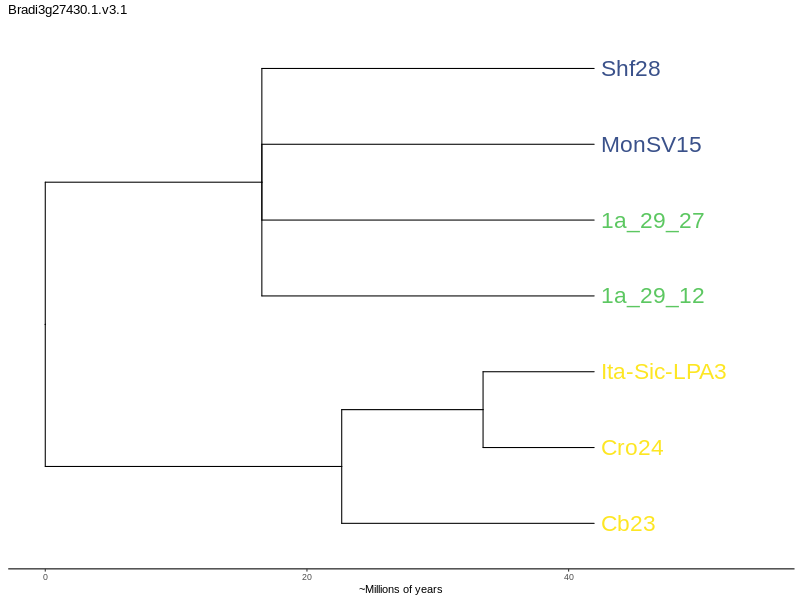 Bradi3g27430.1.v3.1
Shf28
MonSV15
1a_29_27
1a_29_12
Ita-Sic-LPA3
Cro24
Cb23
0 20 40
~Millions of years